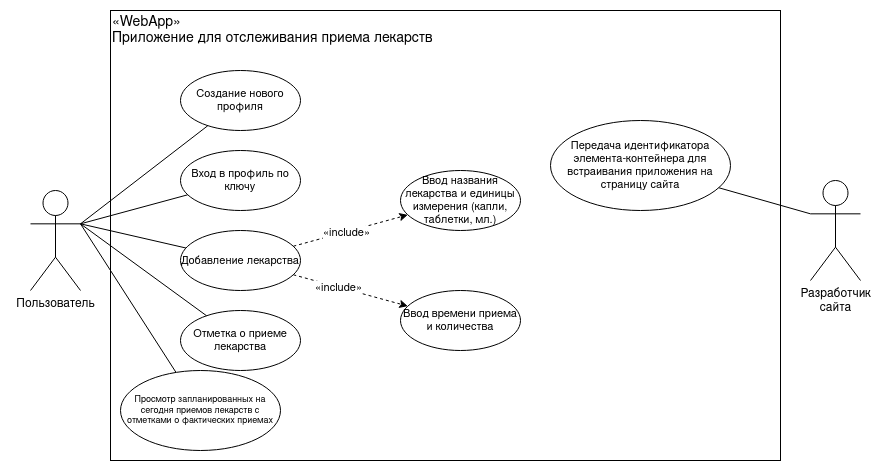 «WebApp»
Приложение для отслеживания приема лекарств
Создание нового
профиля
Вход в профиль по
ключу
Добавление лекарства
Отметка о приеме
лекарства
Просмотр запланированных на
сегодня приемов лекарств с
отметками о фактических приемах
«include»
«include»
Ввод названия
лекарства и единицы
измерения (капли,
таблетки, мл.)
Ввод времени приема
и количества
Передача идентификатора
элемента-контейнера для
встраивания приложения на
страницу сайта
Пользователь
Разработчик
сайта